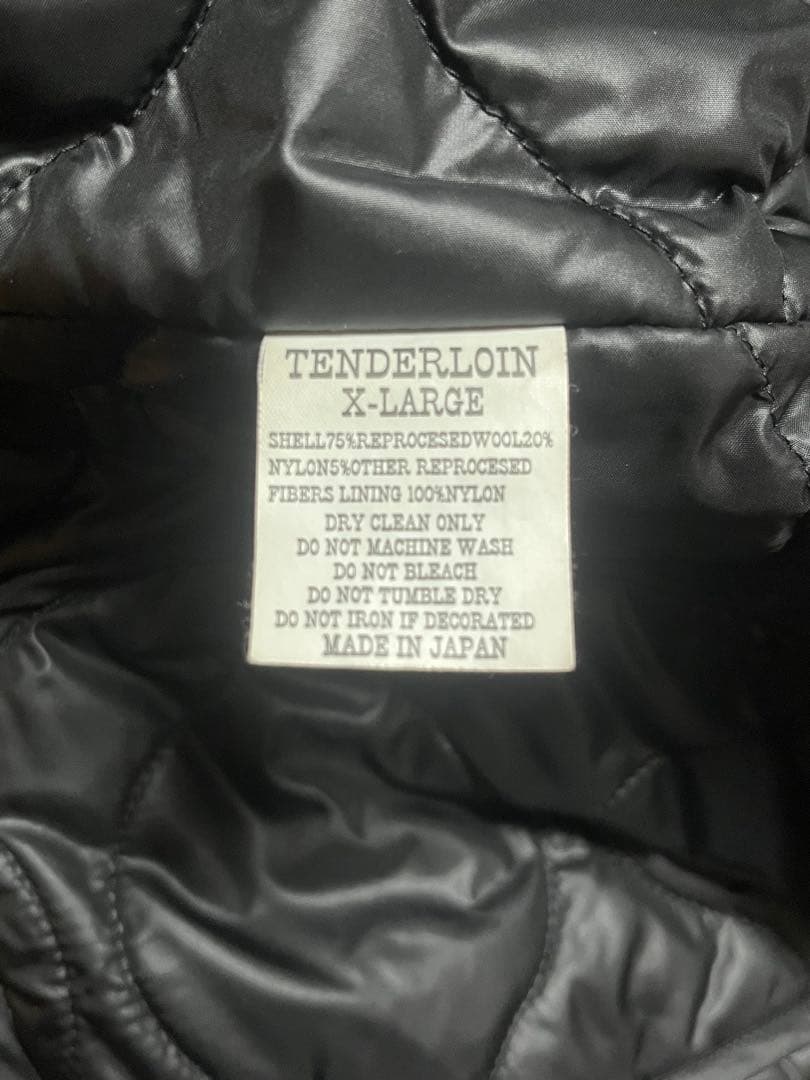 TENDERLOIN
X-LARGE
SHELL75%REPROCESEDWOOL20%
NYLON5%OTHER REPROCESED
FIBERS LINING 100%NYLON
DRY CLEAN ONLY
DO NOT MACHINE WASH
DO NOT BLEACH
DO NOT TUMBLE DRY
DO NOT IRON IF DECORATED
MADE IN JAPAN